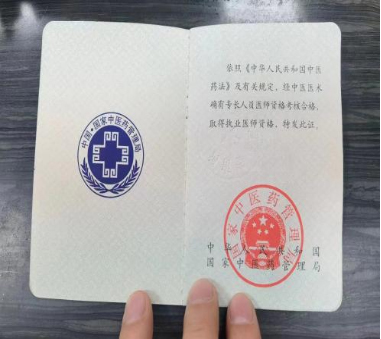 中国·国家中医药管理局
依照《中华人民共和国中医
药法》及有关规定，经中医医术
确有专长人员医师资格考核合格，
取得执业医师资格，特发此证。
国家中医药管理局
中华人民共和国
国家中医药管理局